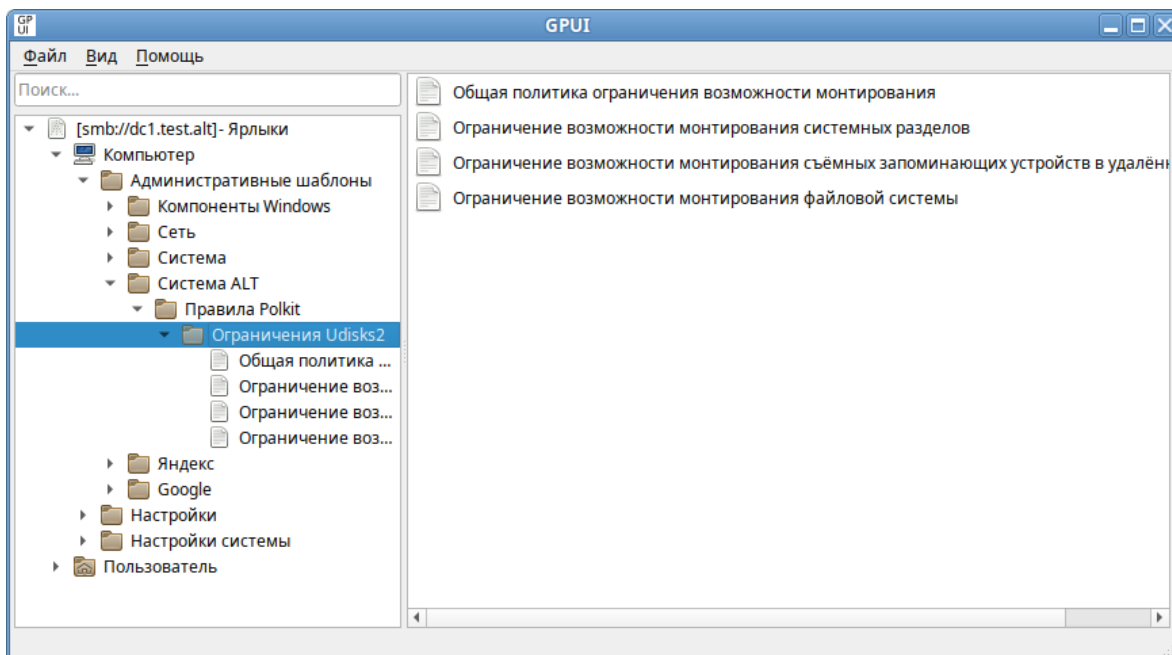 GPUI
GPUI
Файл Вид Помощь
Поиск...
[smb://dc1.test.alt]- Ярлыки
Компьютер
Административные шаблоны
Компоненты Windows
Сеть
Система
Система ALT
Правила Polkit
Ограничения Udisks2
Общая политика ...
Ограничение воз...
Ограничение воз...
Ограничение воз...
Яндекс
Google
Настройки
Настройки системы
Пользователь
Общая политика ограничения возможности монтирования
Ограничение возможности монтирования системных разделов
Ограничение возможности монтирования съёмных запоминающих устройств в удалён
Ограничение возможности монтирования файловой системы